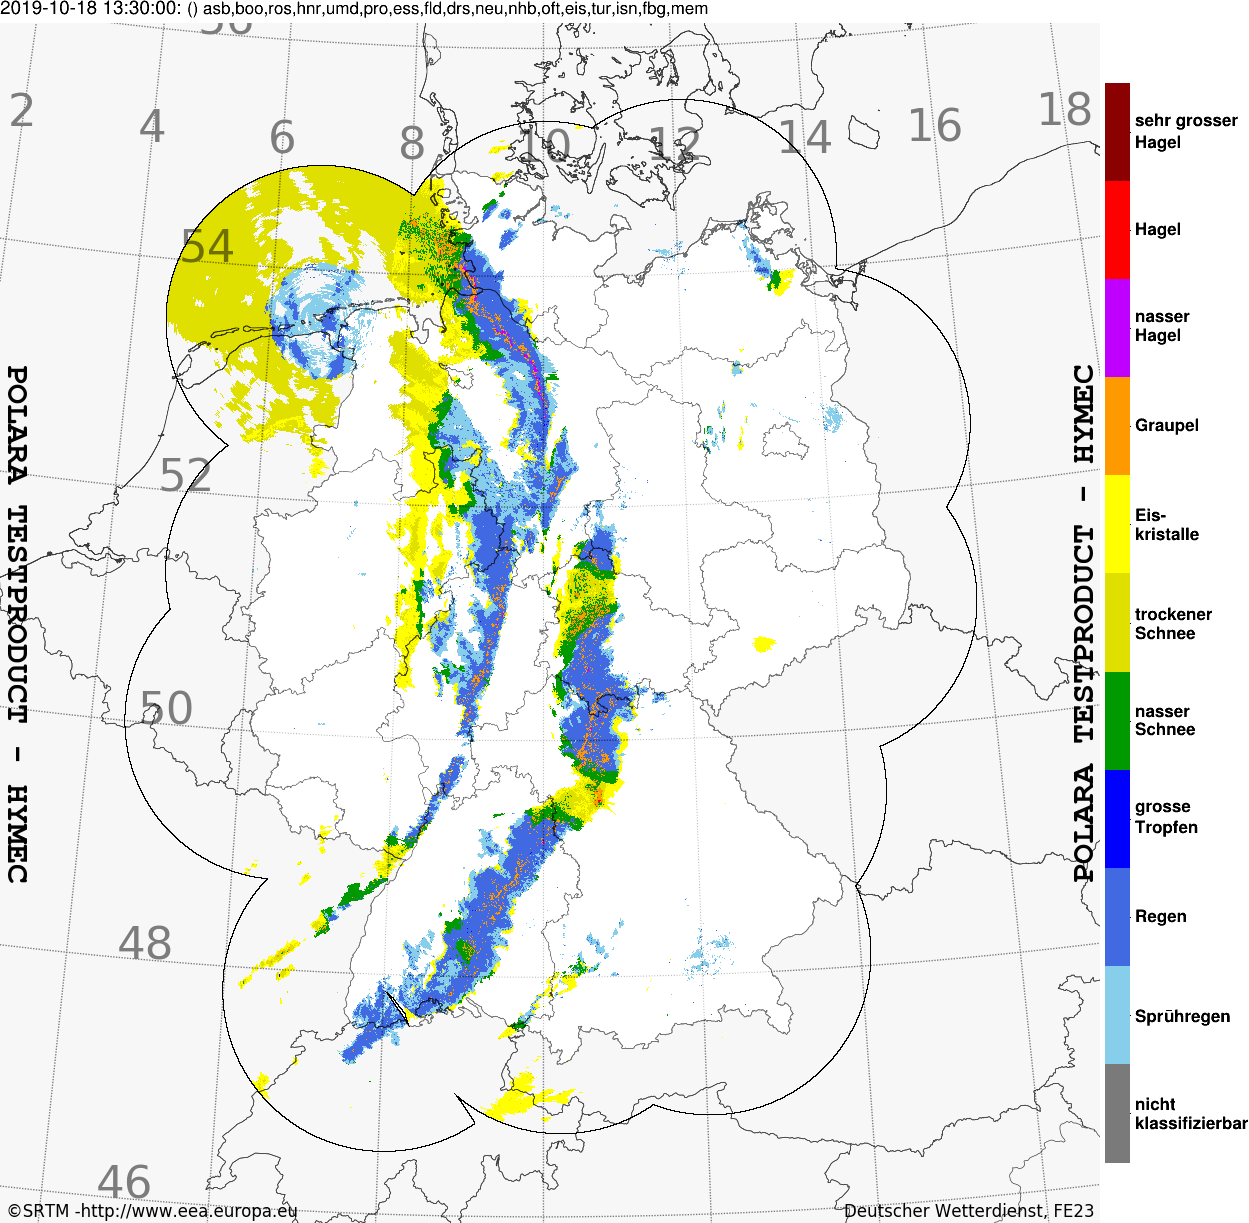 2019-10-18 13:30:00: () asb,boo,ros,hnr,umd,pro,ess,fld,drs,neu,nhb,oft,eis,tur,isn,fbg,mem
2 4 6 8 10 12 14 16 18
54
52
50
48
46
POLARA TESTPRODUCT - HYMEC
POLARA TESTPRODUCT - HYMEC
sehr grosser
Hagel
Hagel
nasser
Hagel
Graupel
Eis-
kristalle
trockener
Schnee
nasser
Schnee
grosse
Tropfen
Regen
Sprühregen
nicht
klassifizierbar
©SRTM -http://www.eea.europa.eu
Deutscher Wetterdienst, FE23